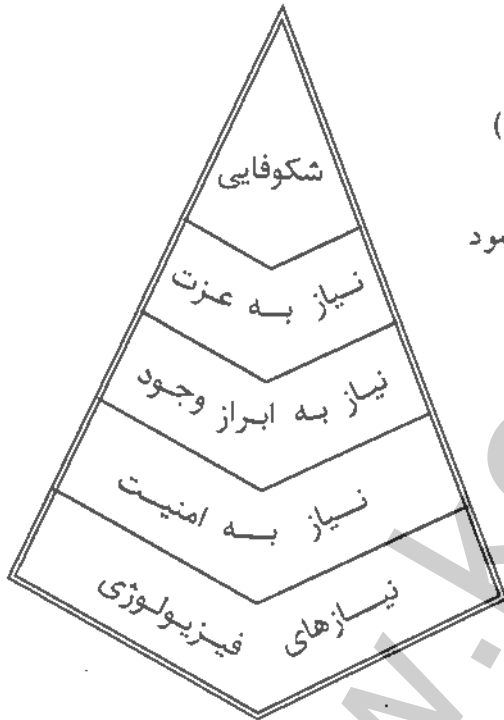 شکوفایی
نیاز به عزت
نیاز به ابراز وجود
نیاز به امنیت
نیازهای فیزیولوژی